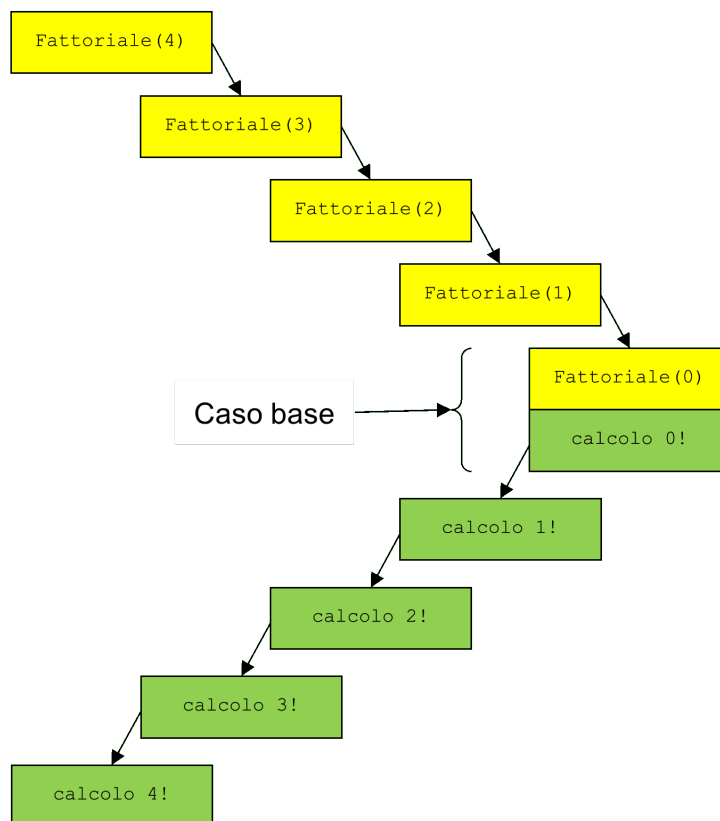 Fattoriale(4)
Fattoriale(3)
Fattoriale(2)
Fattoriale(1)
Fattoriale(0)
Caso base
calcolo 0!
calcolo 1!
calcolo 2!
calcolo 3!
calcolo 4!